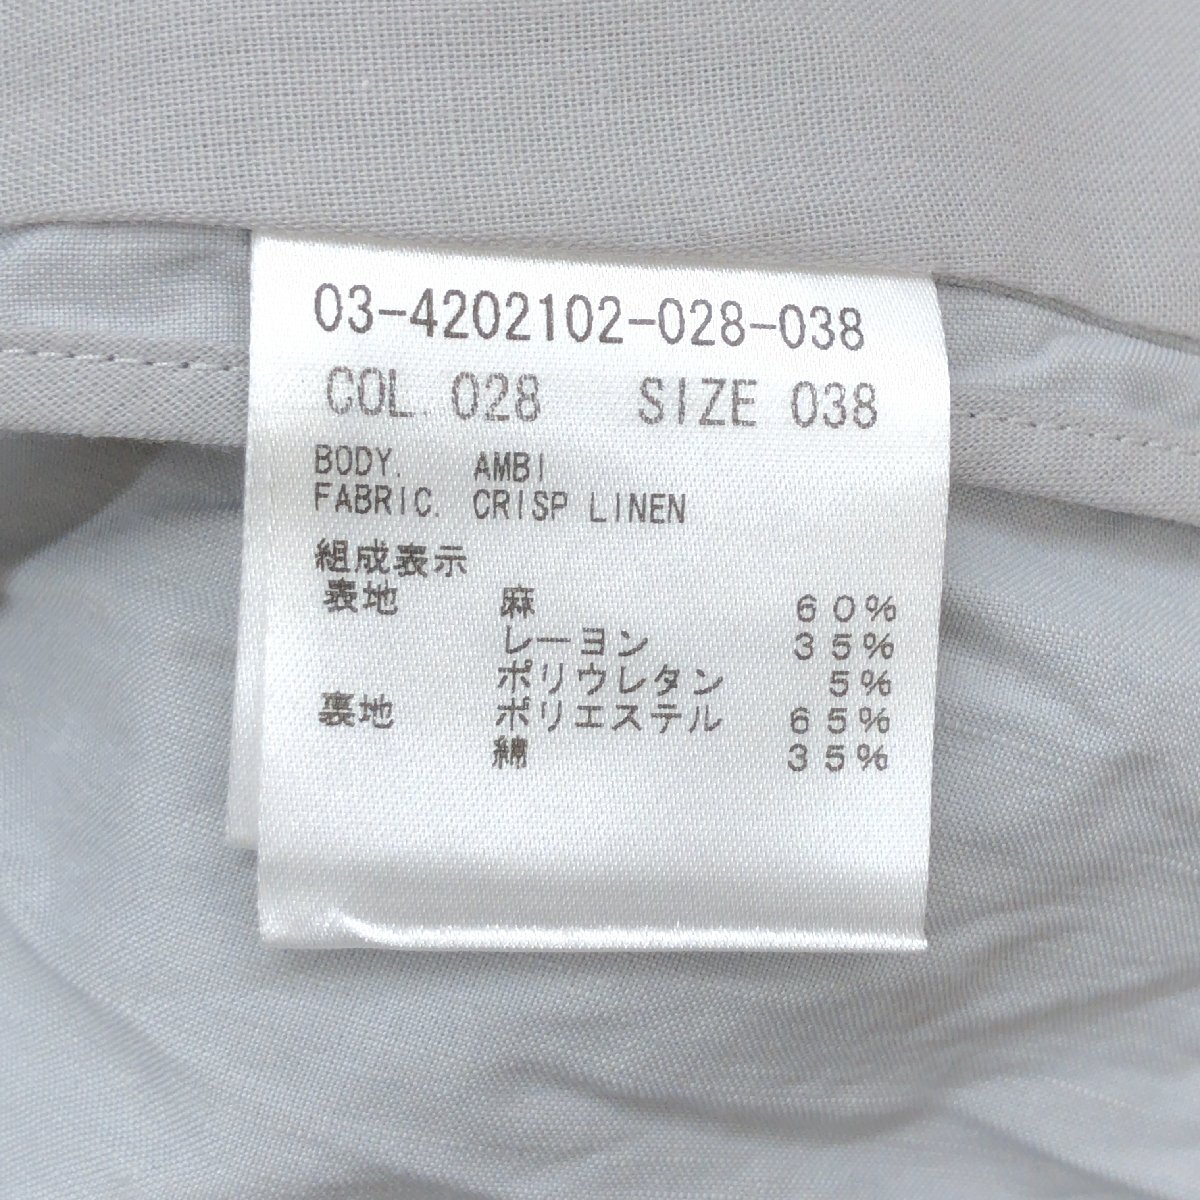 03-4202102-028-038
COL. 028 SIZE 038
BODY. AMBI
FABRIC. CRISP LINEN
組成表示
表地 麻 60%
レーヨン 35%
ポリウレタン 5%
裏地 ポリエステル 65%
綿 35%